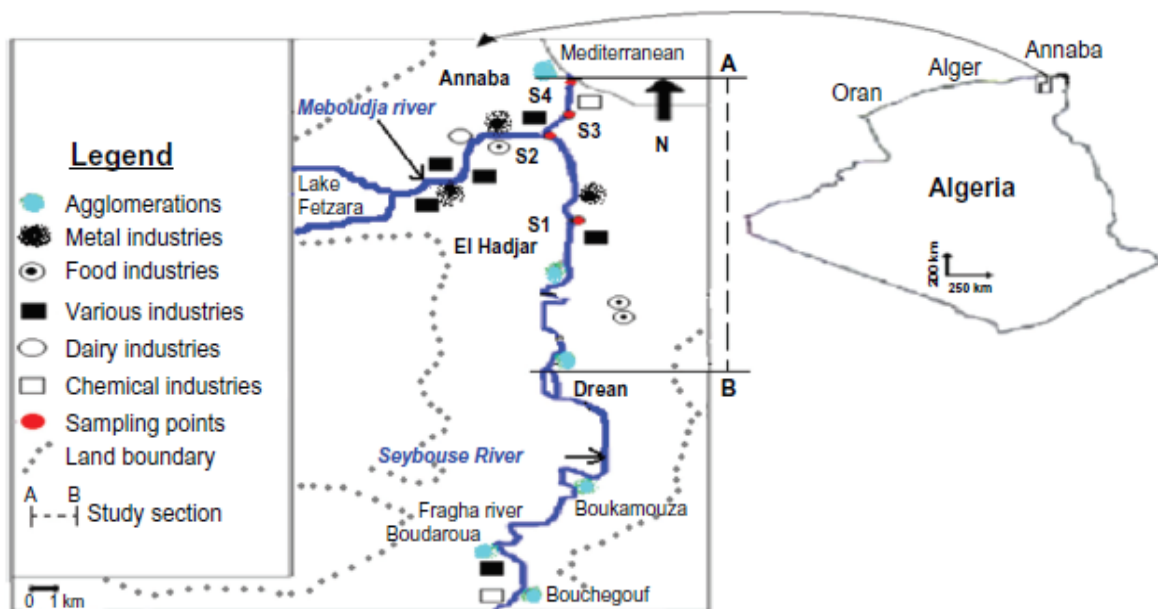 Legend
Agglomerations
Metal industries
Food industries
Various industries
Dairy industries
Chemical industries
Sampling points
Land boundary
A B
Study section
0 1 km
Mediterranean
Annaba
A
S4
Meboudja river
S3
N
S2
Lake
Fetzara
S1
El Hadjar
Drean
B
Seybouse River
Fragha river
Boukamouza
Boudaroua
Bouchegouf
Annaba
Alger
Oran
Algeria
200 km
250 km